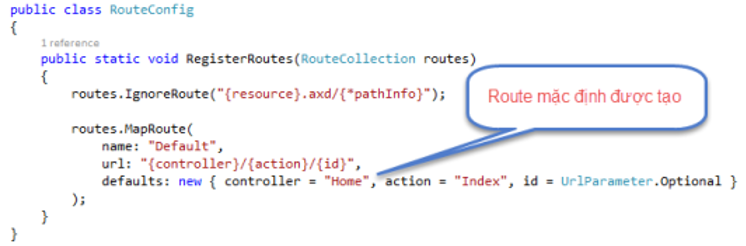 public class RouteConfig
{
1 reference
public static void RegisterRoutes(RouteCollection routes)
{
routes.IgnoreRoute("{resource}.axd/{*pathInfo}");
Route mặc định được tạo
routes.MapRoute(
name: "Default",
url: "{controller}/{action}/{id}",
defaults: new { controller = "Home", action = "Index", id = UrlParameter.Optional }
);
}
}